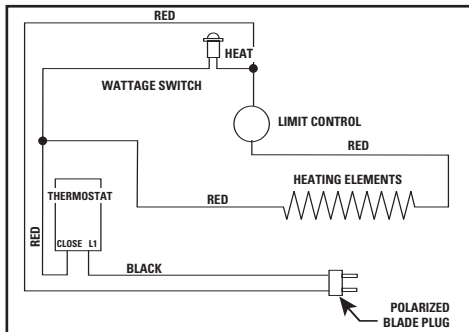 RED
HEAT
WATTAGE SWITCH
LIMIT CONTROL
RED
HEATING ELEMENTS
THERMOSTAT
RED
RED
CLOSE L1
BLACK
POLARIZED
BLADE PLUG